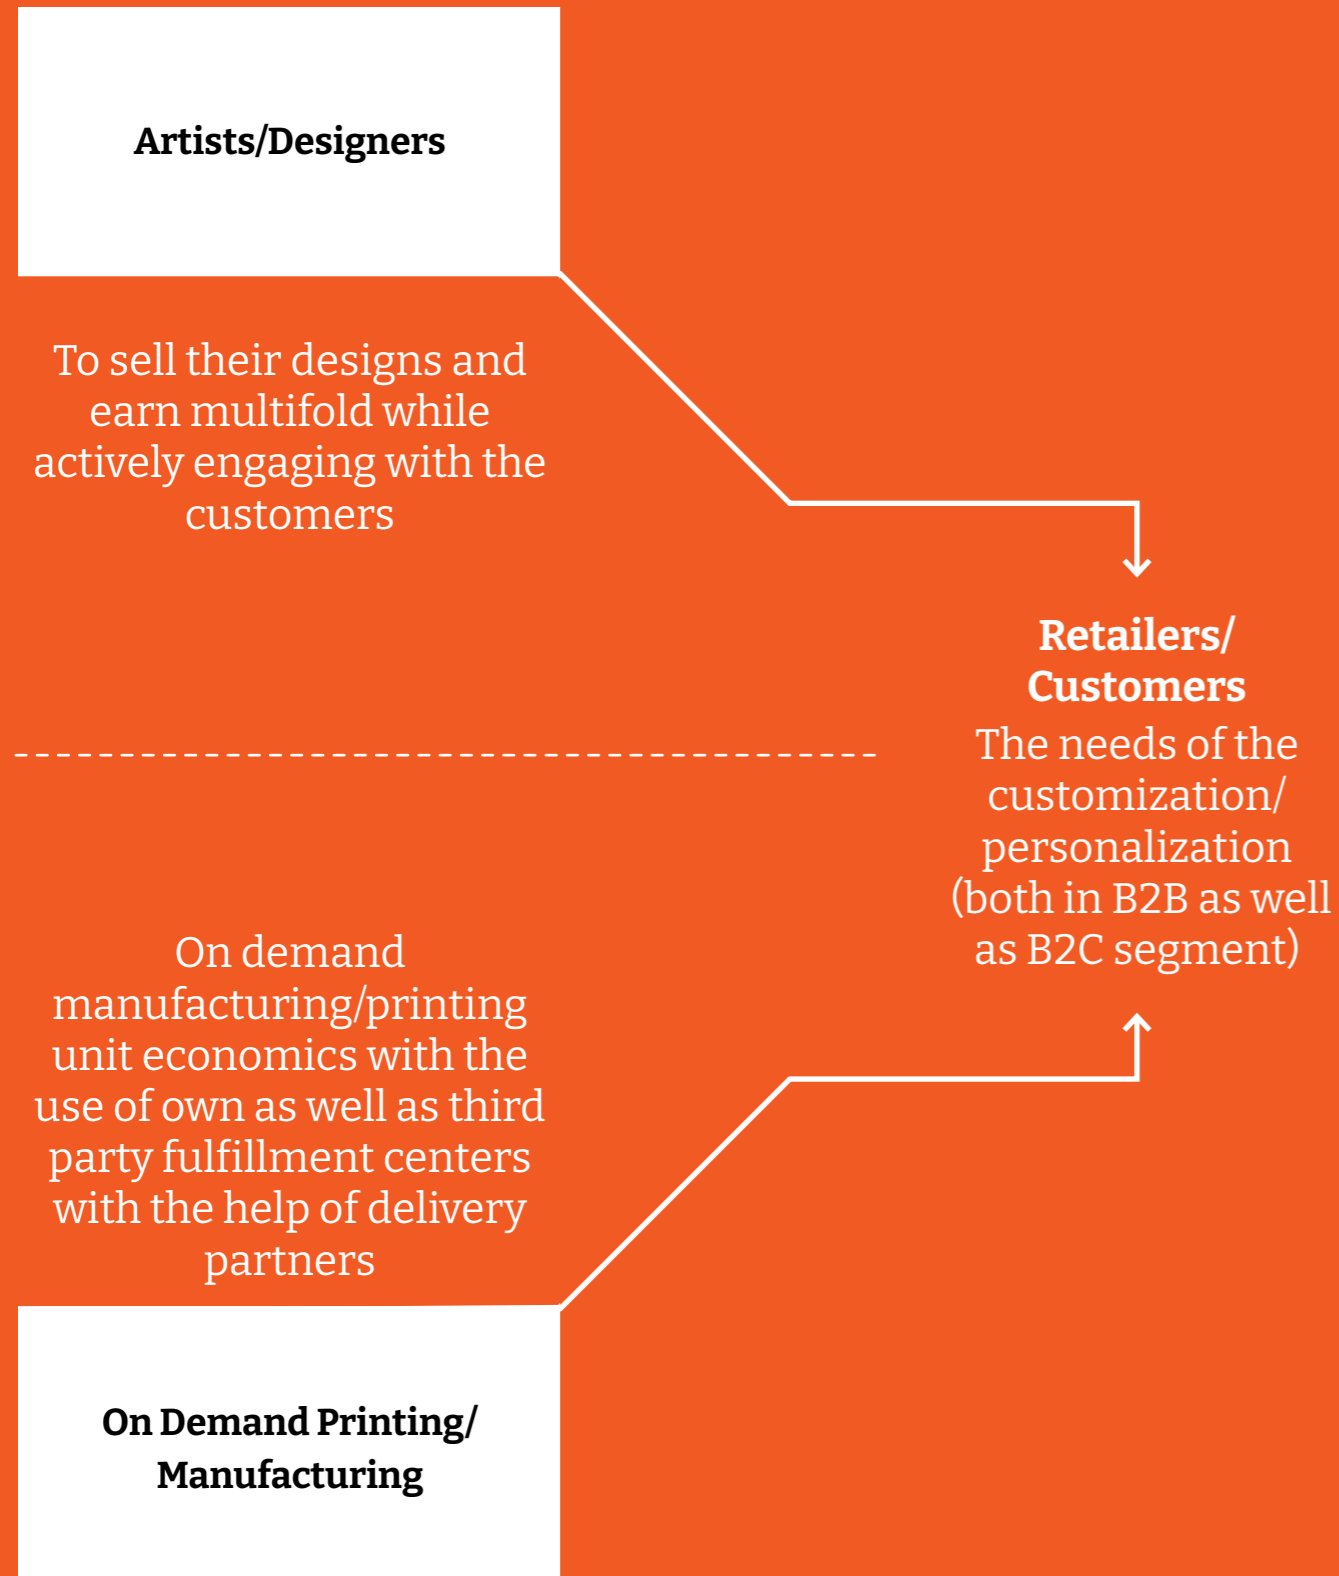 Artists/Designers
To sell their designs and
earn multifold while
actively engaging with the
customers
Retailers/
Customers
The needs of the
customization/
personalization
(both in B2B as well
as B2C segment)
On demand
manufacturing/printing
unit economics with the
use of own as well as third
party fulfillment centers
with the help of delivery
partners
On Demand Printing/
Manufacturing